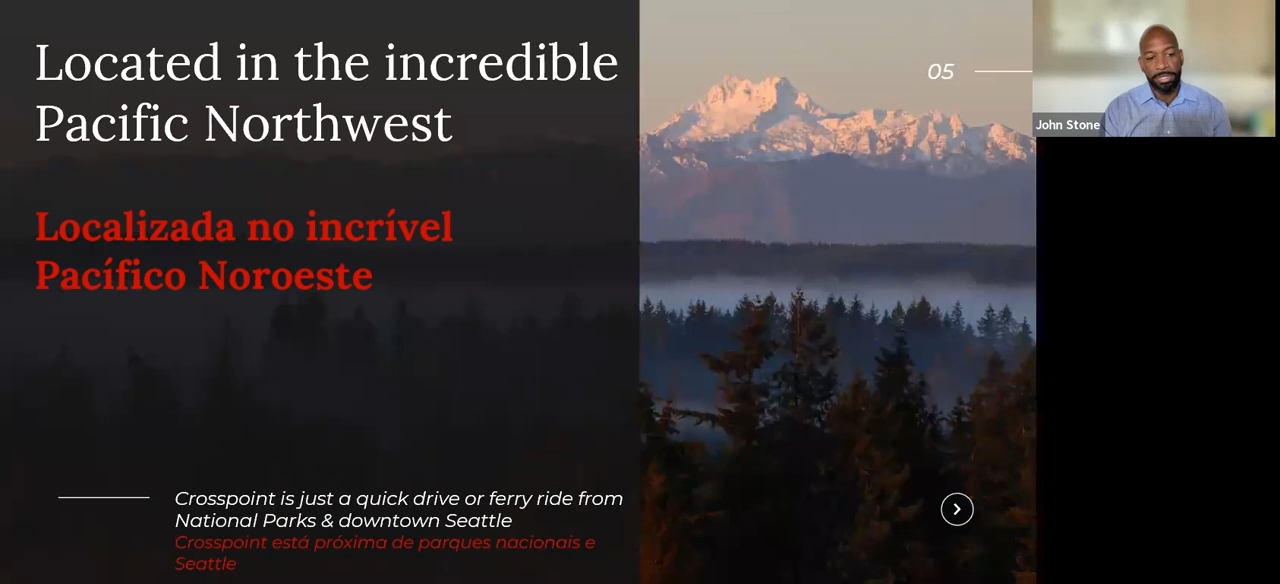 Located in the incredible
Pacific Northwest
Localizada no incrível
Pacífico Noroeste
05
John Stone
Crosspoint is just a quick drive or ferry ride from
National Parks & downtown Seattle
Crosspoint está próxima de parques nacionais e
Seattle